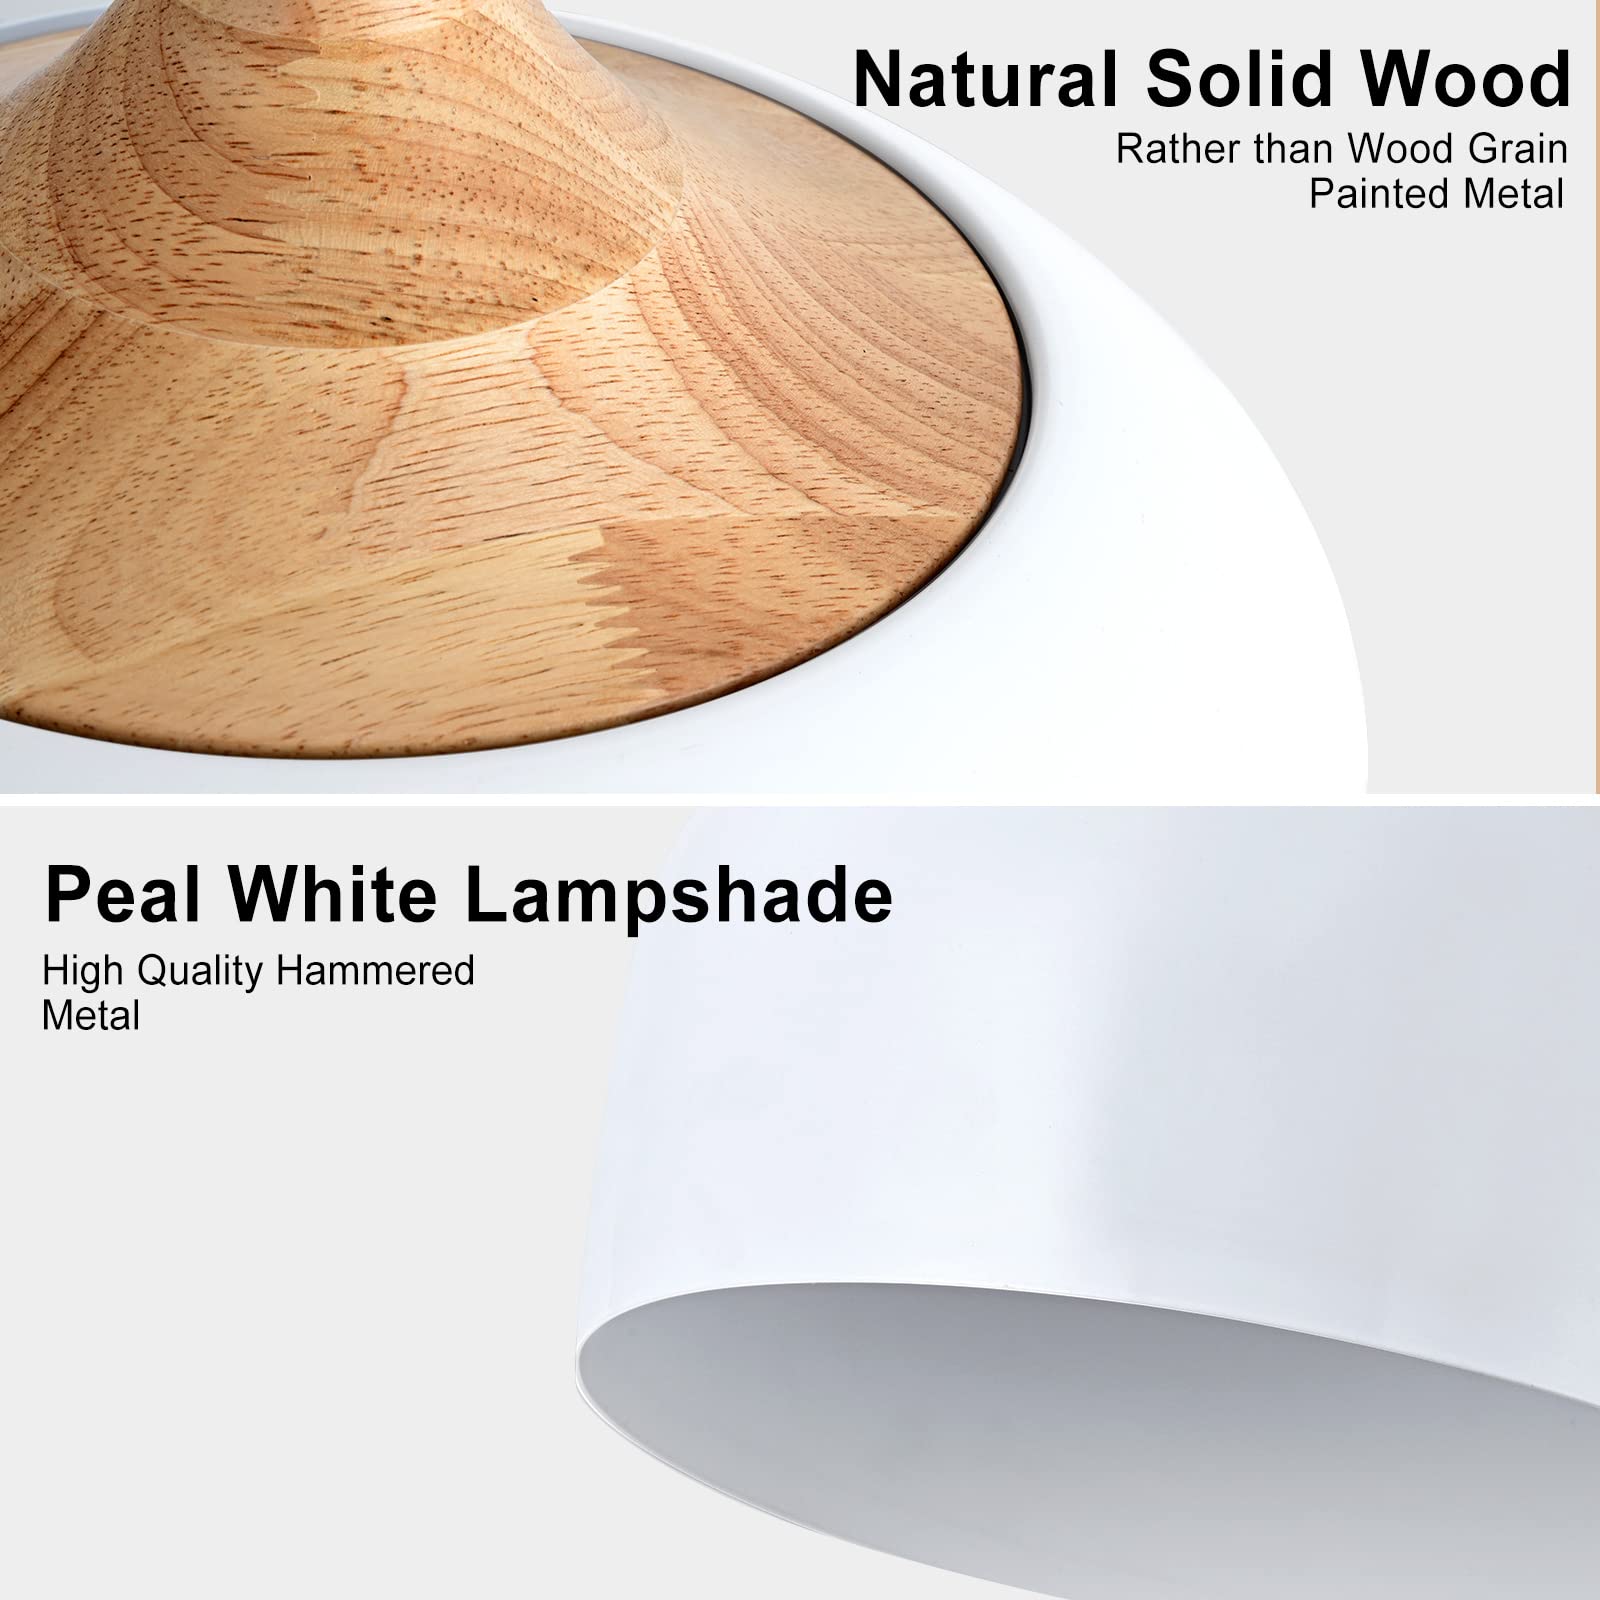 Natural Solid Wood
Rather than Wood Grain
Painted Metal
Peal White Lampshade
High Quality Hammered
Metal